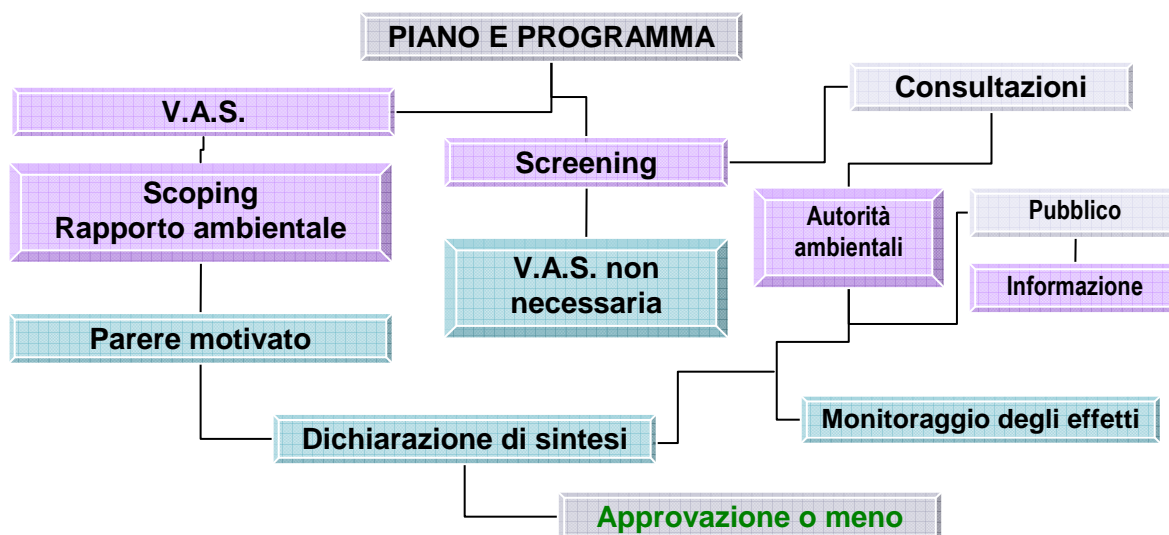 PIANO E PROGRAMMA
Consultazioni
V.A.S.
Screening
Scoping
Rapporto ambientale
Autorità
ambientali
Pubblico
V.A.S. non
necessaria
Informazione
Parere motivato
Monitoraggio degli effetti
Dichiarazione di sintesi
Approvazione o meno